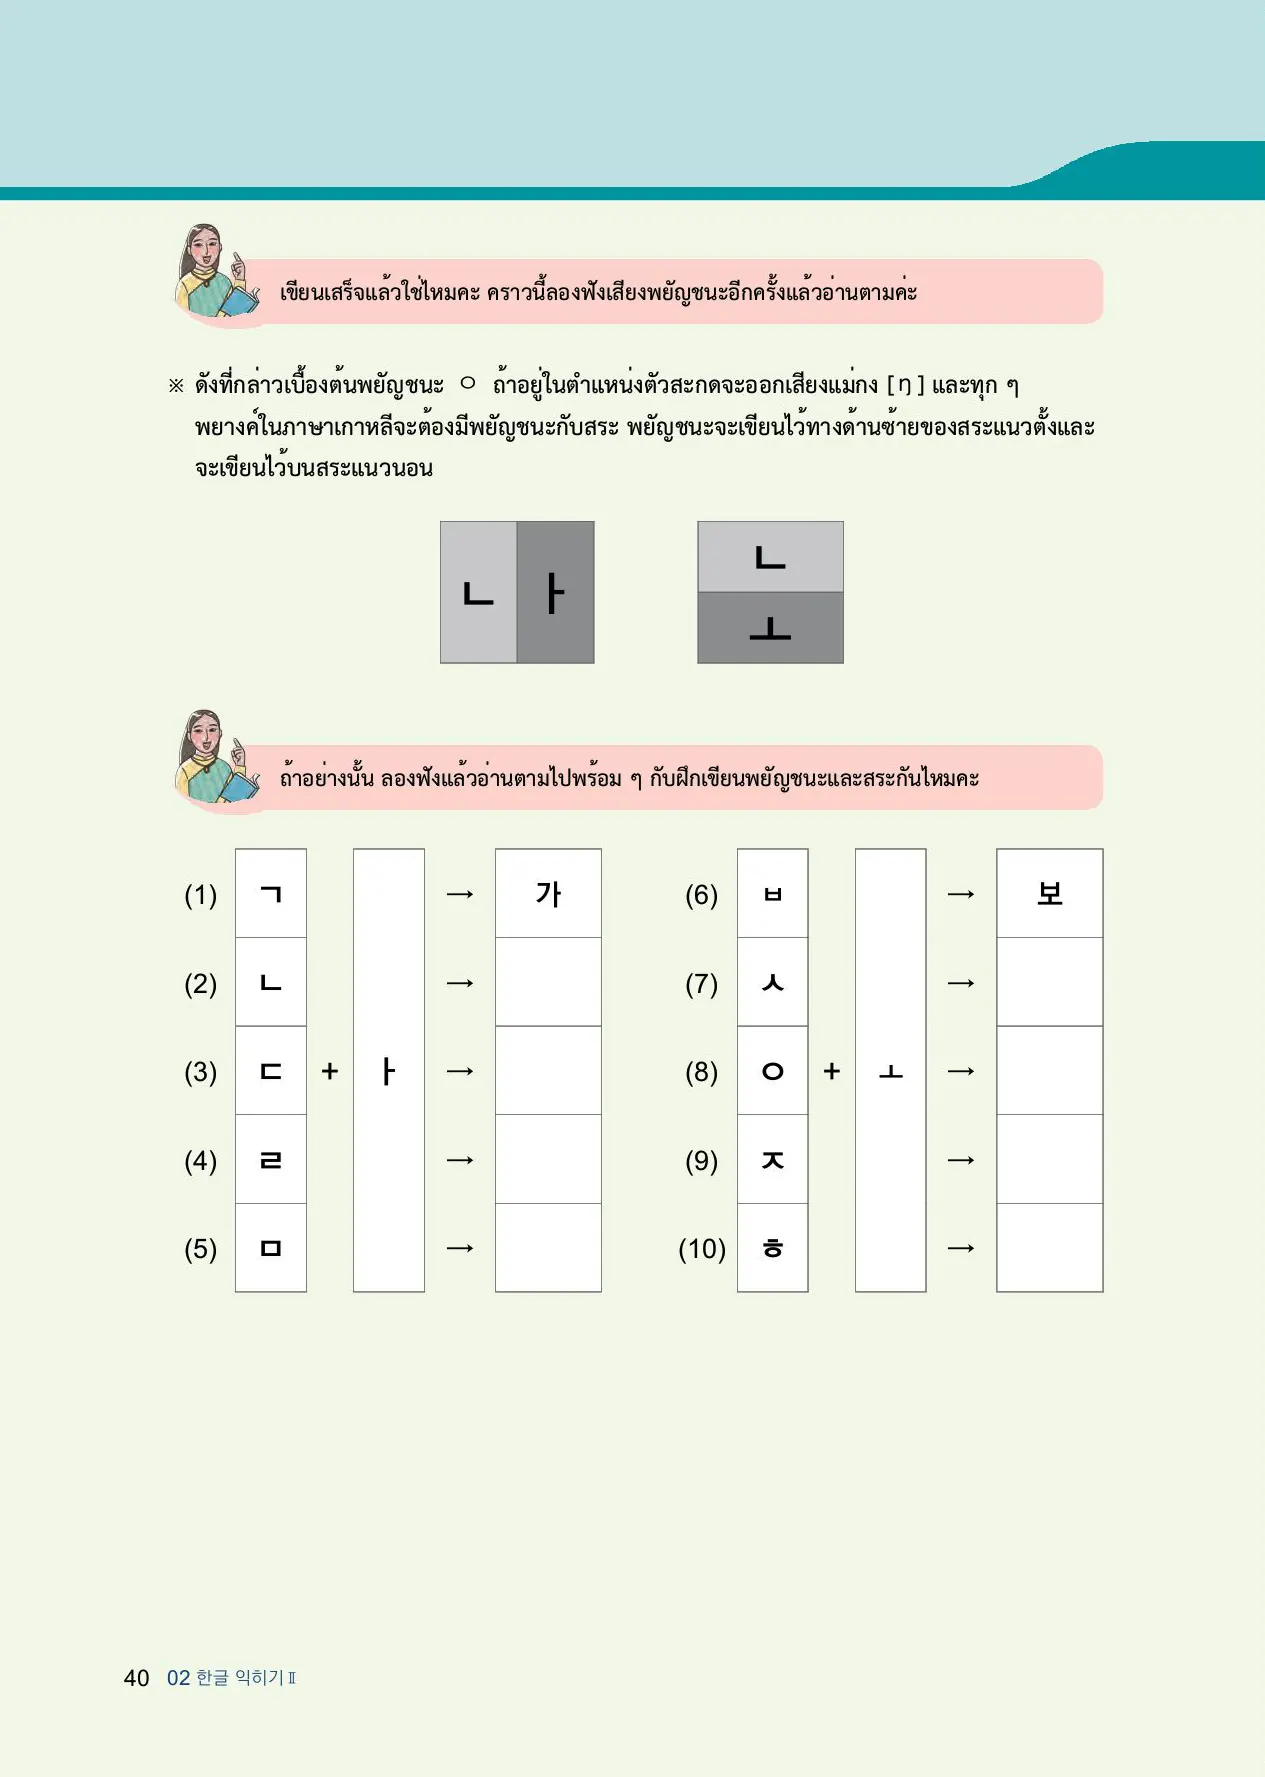 เขียนเสร็จแล้วใช่ไหมคะ คราวนี้ลองฟังเสียงพยัญชนะอีกครั้งแล้วอ่านตามค่ะ
※ ดังที่กล่าวเบื้องต้นพยัญชนะ ㅇ ถ้าอยู่ในตำแหน่งตัวสะกดจะออกเสียงแม่กง [ŋ] และทุก ๆ
พยางค์ในภาษาเกาหลีจะต้องมีพยัญชนะกับสระ พยัญชนะจะเขียนไว้ทางด้านซ้ายของสระแนวตั้งและ
จะเขียนไว้บนสระแนวนอน
ㄴ ㅏ
ㄴ
ㅗ
ถ้าอย่างนั้น ลองฟังแล้วอ่านตามไปพร้อม ๆ กับฝึกเขียนพยัญชนะและสระกันไหมคะ
(1) ㄱ → 가
(2) ㄴ →
(3) ㄷ + ㅏ →
(4) ㄹ →
(5) ㅁ →
(6) ㅂ → 보
(7) ㅅ →
(8) ㅇ + ㅗ →
(9) ㅈ →
(10) ㅎ →
40 02 한글 익히기 Ⅱ